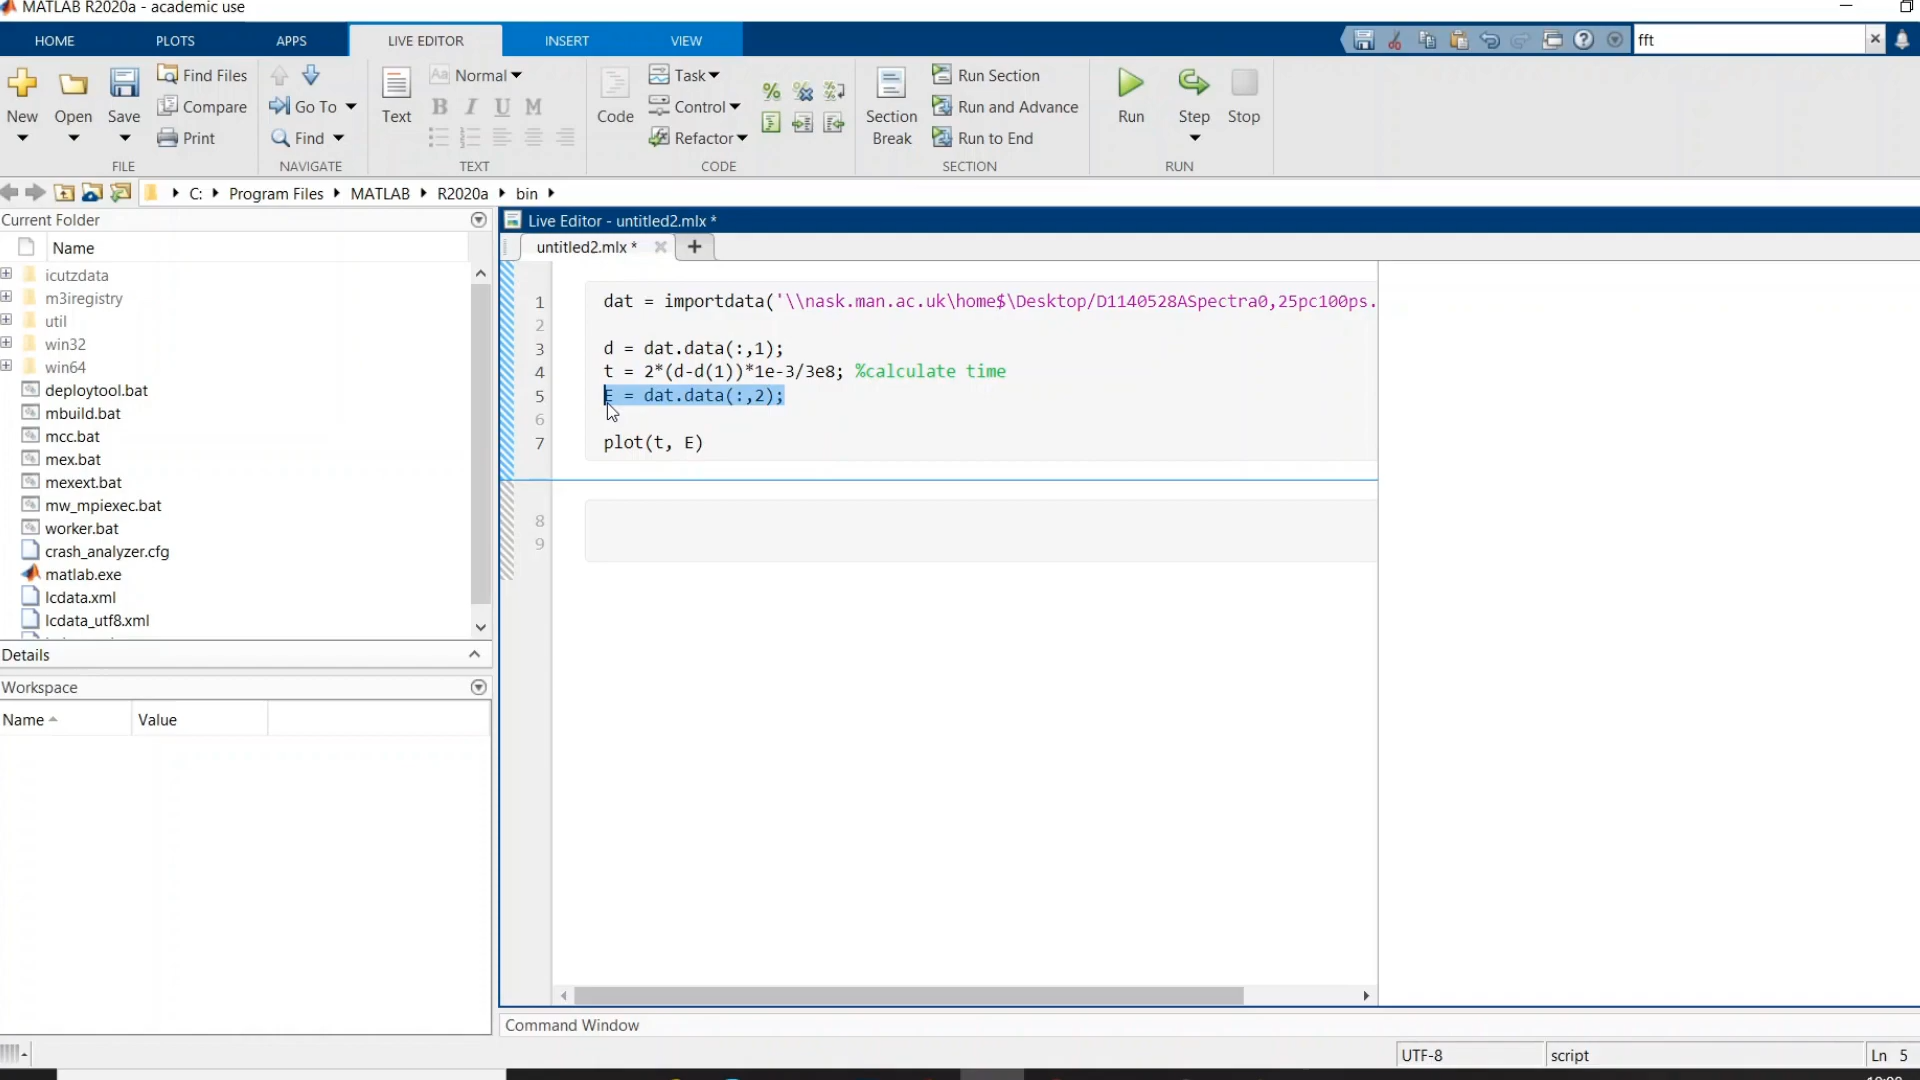 MATLAB R2020a - academic use
HOME PLOTS APPS LIVE EDITOR INSERT VIEW fft
New Open Save Find Files Compare Print FILE
Go To Find NAVIGATE
Text Normal B I U M TEXT
Code Task Control Refactor CODE
Section Break Run Section Run and Advance Run to End SECTION
Run Step Stop RUN
C: Program Files MATLAB R2020a bin
Current Folder
Name
icutzdata
m3iregistry
util
win32
win64
deploytool.bat
mbuild.bat
mcc.bat
mex.bat
mexext.bat
mw_mpiexec.bat
worker.bat
crash_analyzer.cfg
matlab.exe
lcdata.xml
lcdata_utf8.xml
Details
Workspace
Name Value
Live Editor - untitled2.mlx *
untitled2.mlx *
1 dat = importdata('\\nask.man.ac.uk\home$\Desktop/D1140528ASpectra0,25pc100ps.
2
3 d = dat.data(:,1);
4 t = 2*(d-d(1))*1e-3/3e8; %calculate time
5 E = dat.data(:,2);
6
7 plot(t, E)
8
9
Command Window
UTF-8 script Ln 5